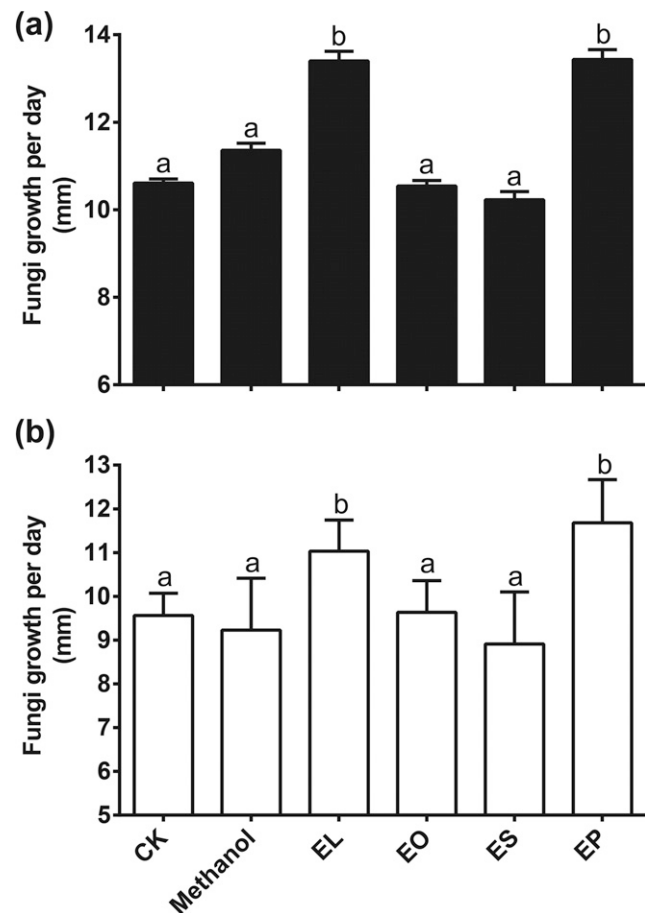 (a)
Fungi growth per day
(mm)
14
12
10
8
6
a
a
b
a
a
b
(b)
Fungi growth per day
(mm)
13
12
11
10
9
8
7
6
5
a
a
b
a
a
b
CK
Methanol
EL
EO
ES
EP